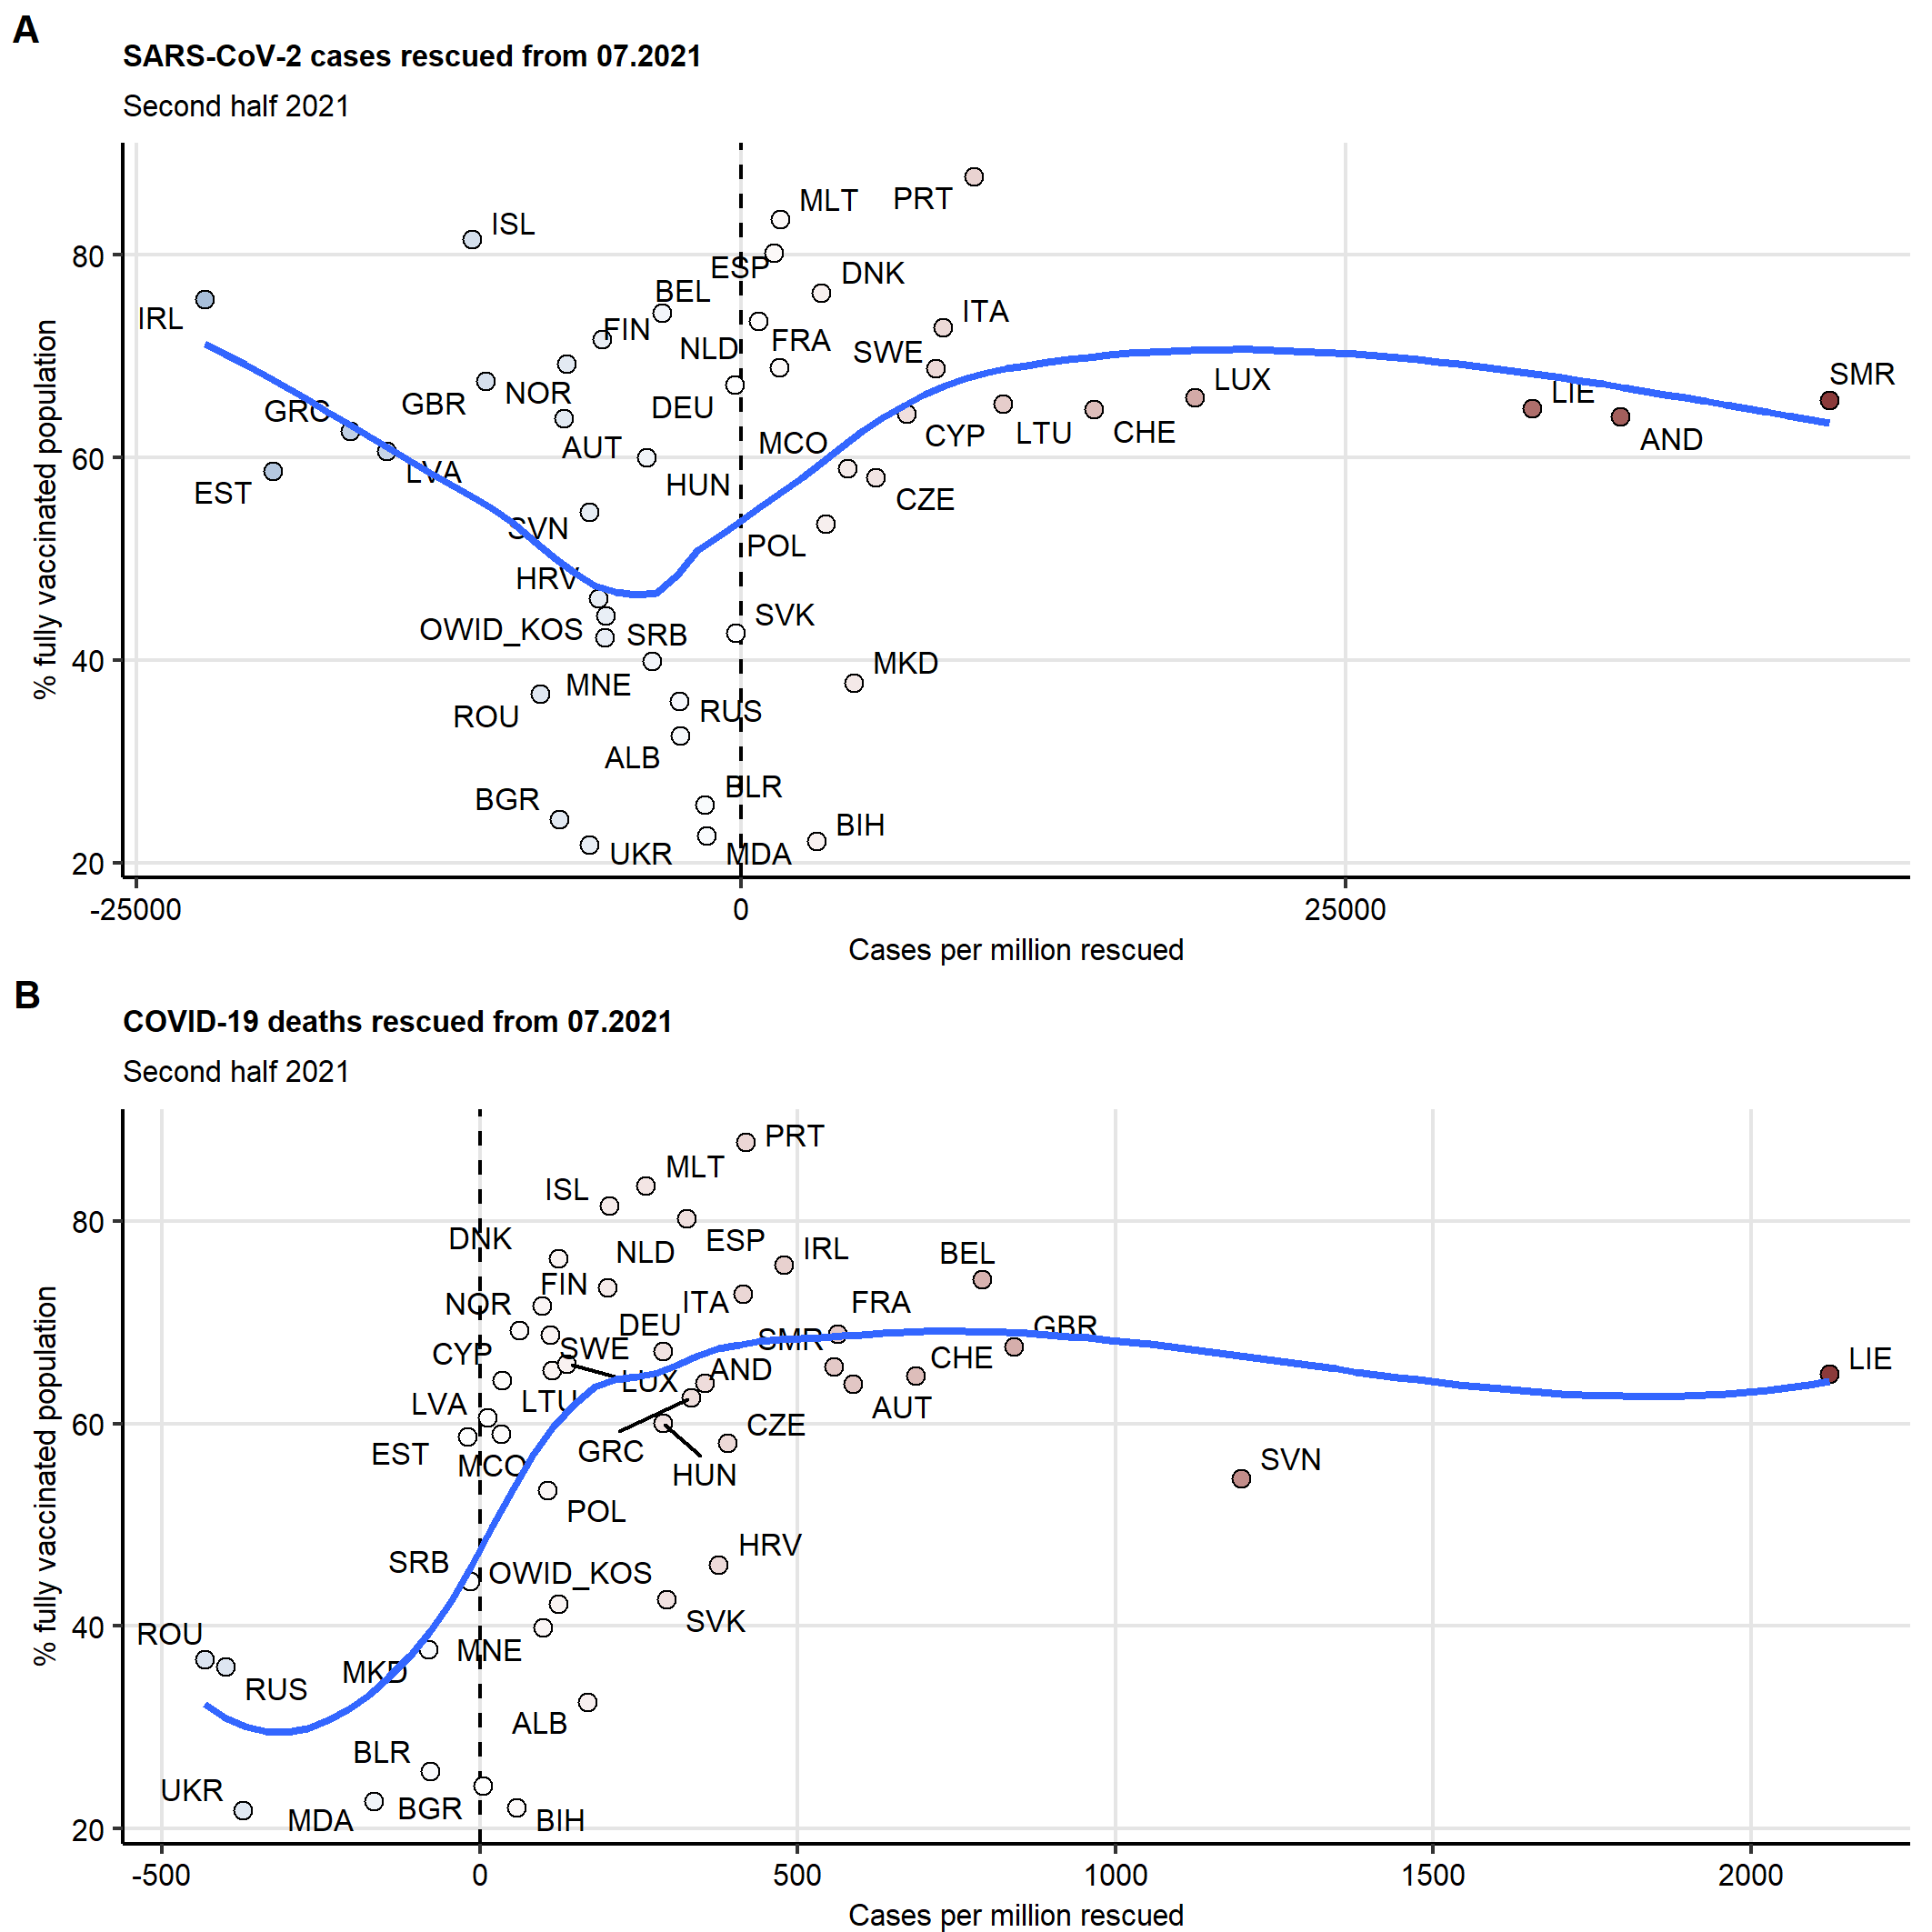 A
SARS-CoV-2 cases rescued from 07.2021
Second half 2021
% fully vaccinated population
80
60
40
20
PRT
MLT
ISL
ESP
DNK
BEL
IRL
ITA
FIN
FRA
NLD
SWE
SMR
LUX
NOR
LIE
GBR
DEU
GRC
CYP
LTU
CHE
AND
MCO
AUT
LVA
HUN
EST
CZE
SVN
POL
HRV
SVK
OWID_KOS
SRB
MKD
MNE
RUS
ROU
ALB
BLR
BGR
BIH
UKR
MDA
-25000
0
25000
Cases per million rescued
B
COVID-19 deaths rescued from 07.2021
Second half 2021
% fully vaccinated population
80
60
40
20
PRT
MLT
ISL
DNK
ESP
NLD
IRL
BEL
FIN
NOR
ITA
FRA
DEU
SMR
GBR
SWE
CYP
CHE
LIE
AND
LUX
LTU
LVA
AUT
CZE
GRC
EST
MCO
HUN
SVN
POL
HRV
SRB
OWID_KOS
SVK
ROU
MNE
MKD
RUS
ALB
BLR
UKR
BGR
MDA
BIH
-500
0
500
1000
1500
2000
Cases per million rescued